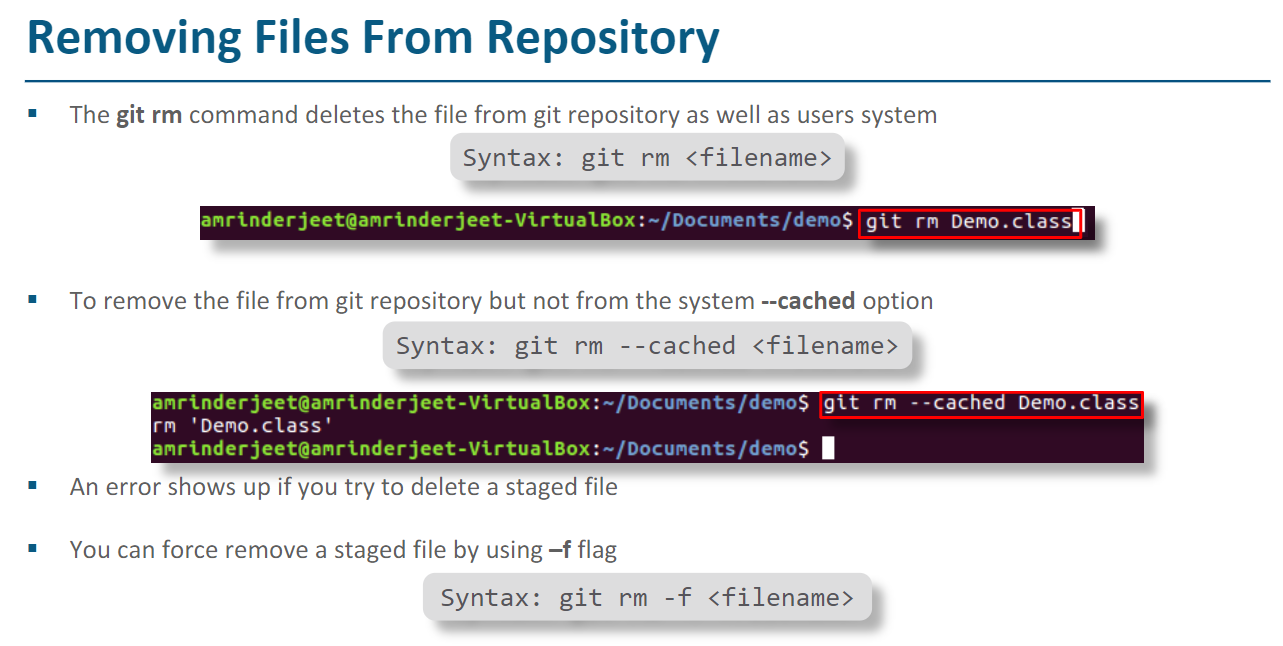 Removing Files From Repository
▪ The git rm command deletes the file from git repository as well as users system
Syntax: git rm <filename>
amrinderjeet@amrinderjeet-VirtualBox:~/Documents/demo$ git rm Demo.class
▪ To remove the file from git repository but not from the system --cached option
Syntax: git rm --cached <filename>
amrinderjeet@amrinderjeet-VirtualBox:~/Documents/demo$ git rm --cached Demo.class
rm 'Demo.class'
amrinderjeet@amrinderjeet-VirtualBox:~/Documents/demo$
▪ An error shows up if you try to delete a staged file
▪ You can force remove a staged file by using –f flag
Syntax: git rm -f <filename>